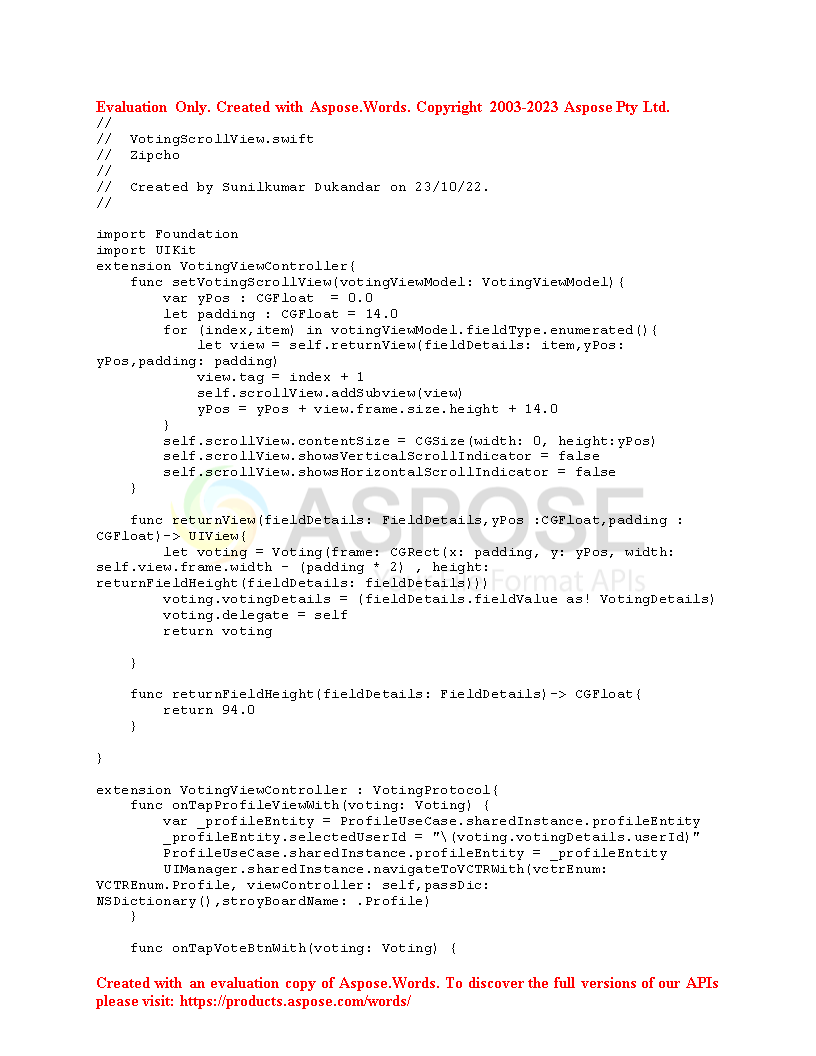 Evaluation Only. Created with Aspose.Words. Copyright 2003-2023 Aspose Pty Ltd.
//
//  VotingScrollView.swift
//  Zipcho
//
//  Created by Sunilkumar Dukandar on 23/10/22.
//
import Foundation
import UIKit
extension VotingViewController{
    func setVotingScrollView(votingViewModel: VotingViewModel){
        var yPos : CGFloat  = 0.0
        let padding : CGFloat = 14.0
        for (index,item) in votingViewModel.fieldType.enumerated(){
            let view = self.returnView(fieldDetails: item,yPos:
yPos,padding: padding)
            view.tag = index + 1
            self.scrollView.addSubview(view)
            yPos = yPos + view.frame.size.height + 14.0
        }
        self.scrollView.contentSize = CGSize(width: 0, height:yPos)
        self.scrollView.showsVerticalScrollIndicator = false
        self.scrollView.showsHorizontalScrollIndicator = false
    }
ASPOSE
    func returnView(fieldDetails: FieldDetails,yPos :CGFloat,padding :
CGFloat)-> UIView{
        let voting = Voting(frame: CGRect(x: padding, y: yPos, width:
self.view.frame.width - (padding * 2) , height:
returnFieldHeight(fieldDetails: fieldDetails)))
Format APIs
        voting.votingDetails = (fieldDetails.fieldValue as! VotingDetails)
        voting.delegate = self
        return voting
    }
    func returnFieldHeight(fieldDetails: FieldDetails)-> CGFloat{
        return 94.0
    }
}
extension VotingViewController : VotingProtocol{
    func onTapProfileViewWith(voting: Voting) {
        var _profileEntity = ProfileUseCase.sharedInstance.profileEntity
        _profileEntity.selectedUserId = "\(voting.votingDetails.userId)"
        ProfileUseCase.sharedInstance.profileEntity = _profileEntity
        UIManager.sharedInstance.navigateToVCTRWith(vctrEnum:
VCTREnum.Profile, viewController: self,passDic:
NSDictionary(),stroyBoardName: .Profile)
    }
    func onTapVoteBtnWith(voting: Voting) {
Created with an evaluation copy of Aspose.Words. To discover the full versions of our APIs
please visit: https://products.aspose.com/words/